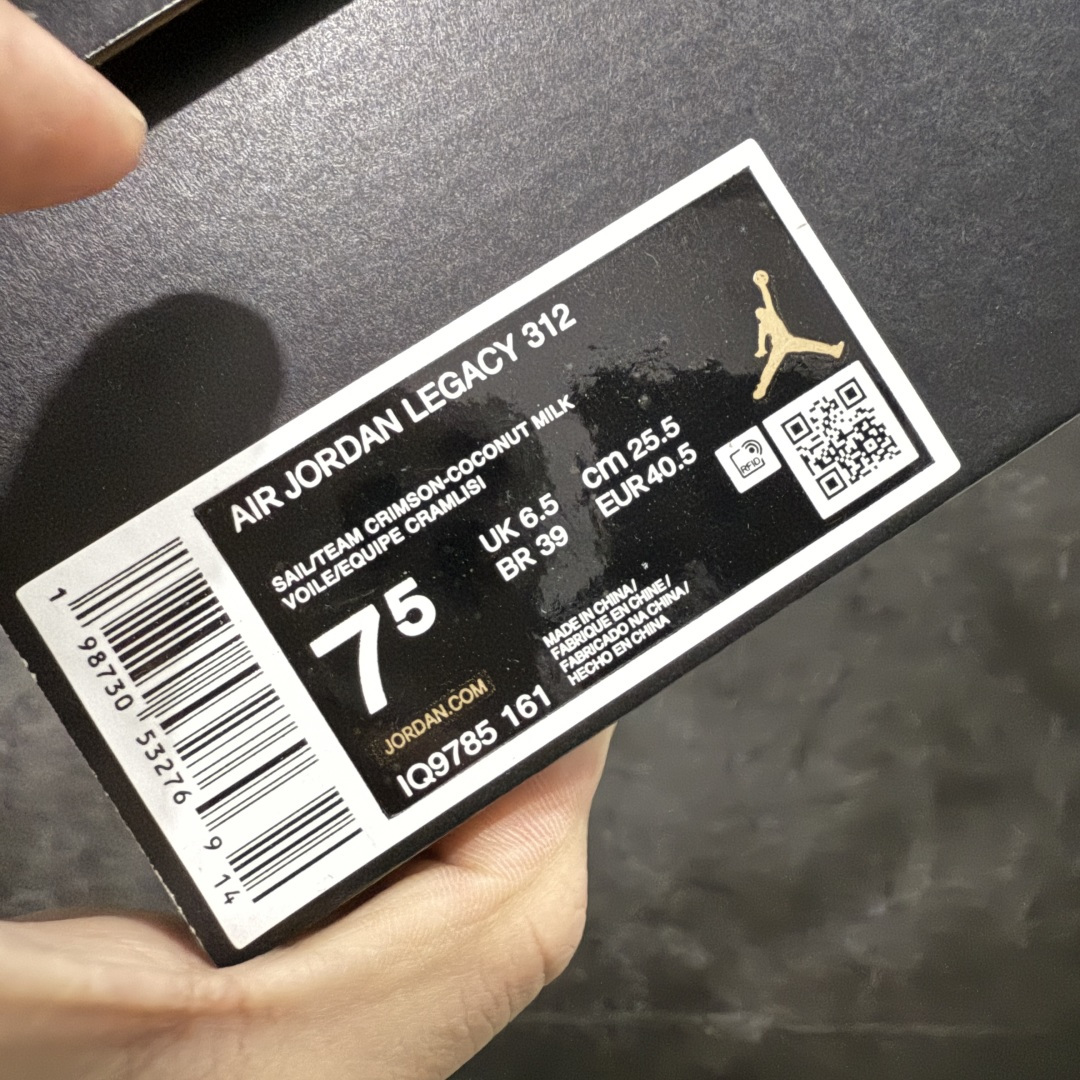 AIR JORDAN LEGACY 312
SAIL/TEAM CRIMSON-COCONUT MILK
VOILE/EQUIPE CRAMLISI
7⁵
UK 6.5 cm 25.5
BR 39 EUR40.5
RFID
JORDAN.COM
IQ9785 161
MADE IN CHINA/
FABRIQUE EN CHINE/
FABRICADO NA CHINA/
HECHO EN CHINA
1 98730 53276 9 14